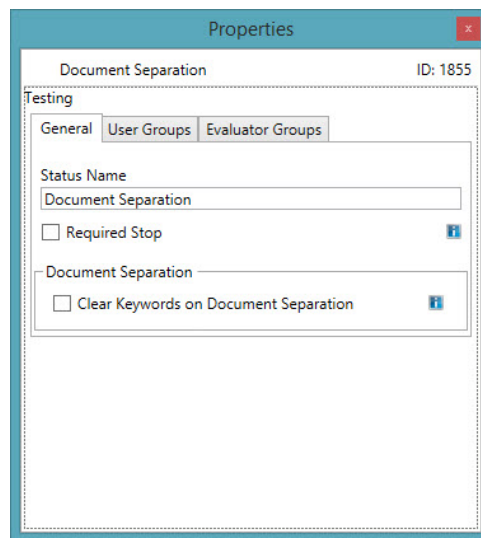 Properties
x
Document Separation ID: 1855
Testing
General User Groups Evaluator Groups
Status Name
Document Separation
Required Stop
Document Separation
Clear Keywords on Document Separation